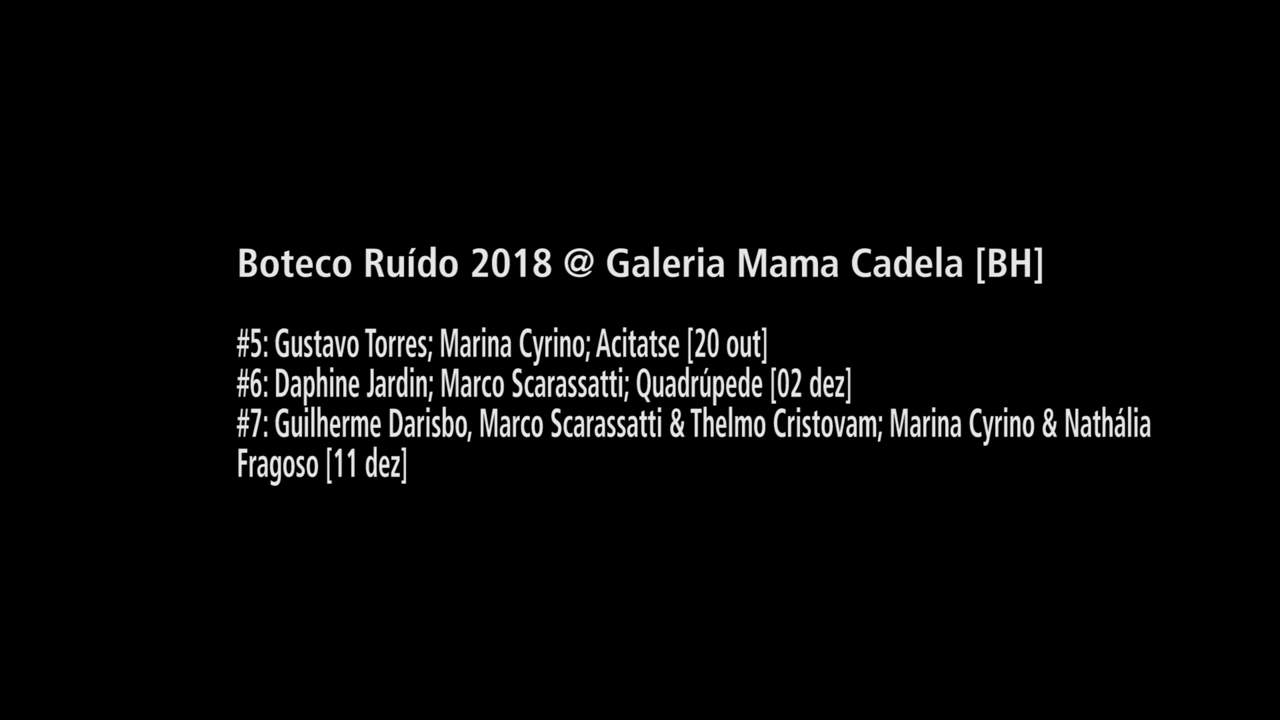 Boteco Ruído 2018 @ Galeria Mama Cadela [BH]
#5: Gustavo Torres; Marina Cyrino; Acitatse [20 out]
#6: Daphine Jardin; Marco Scarassatti; Quadrúpede [02 dez]
#7: Guilherme Darisbo, Marco Scarassatti & Thelmo Cristovam; Marina Cyrino & Nathália
Fragoso [11 dez]